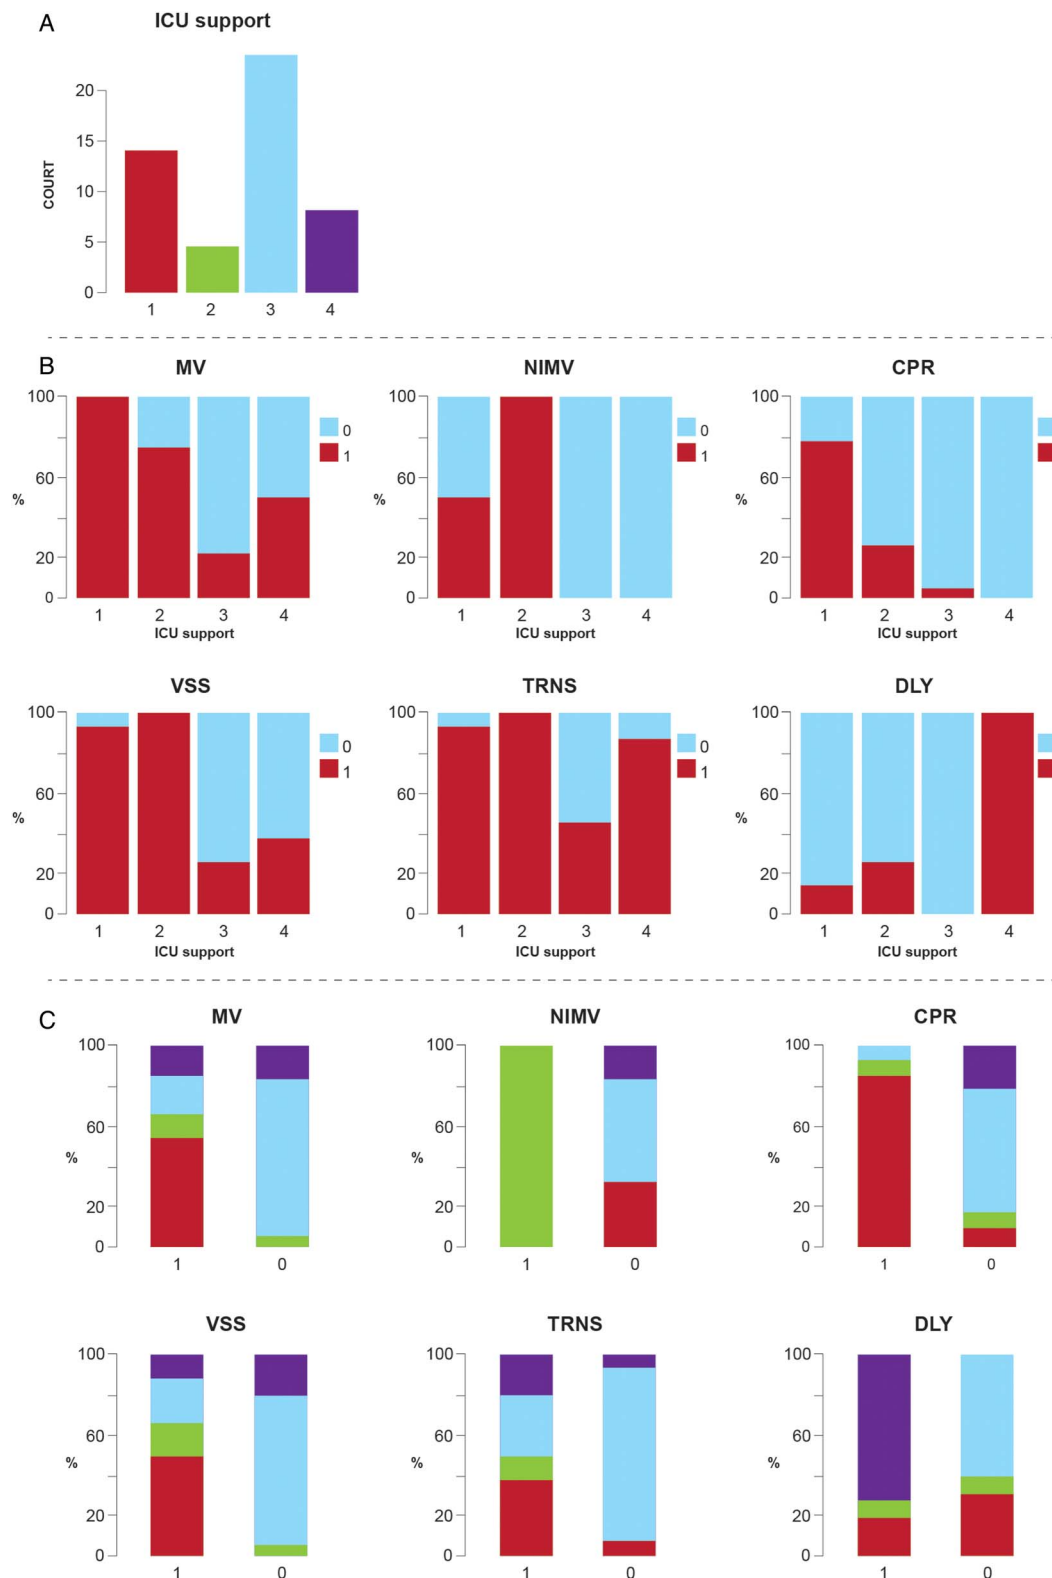 A
ICU support
20
15
10
5
0
COURT
1 2 3 4
B
MV NIMV CPR
100 100 100
0 0
1 1
60 60 60
% % %
20 20 20
0 0 0
1 2 3 4 1 2 3 4 1 2 3 4
ICU support ICU support ICU support
VSS TRNS DLY
100 100 100
0 0
1 1
60 60 60
% % %
20 20 20
0 0 0
1 2 3 4 1 2 3 4 1 2 3 4
ICU support ICU support ICU support
C
MV NIMV CPR
100 100 100
60 60 60
% % %
20 20 20
0 0 0
1 0 1 0 1 0
VSS TRNS DLY
100 100 100
60 60 60
% % %
20 20 20
0 0 0
1 0 1 0 1 0